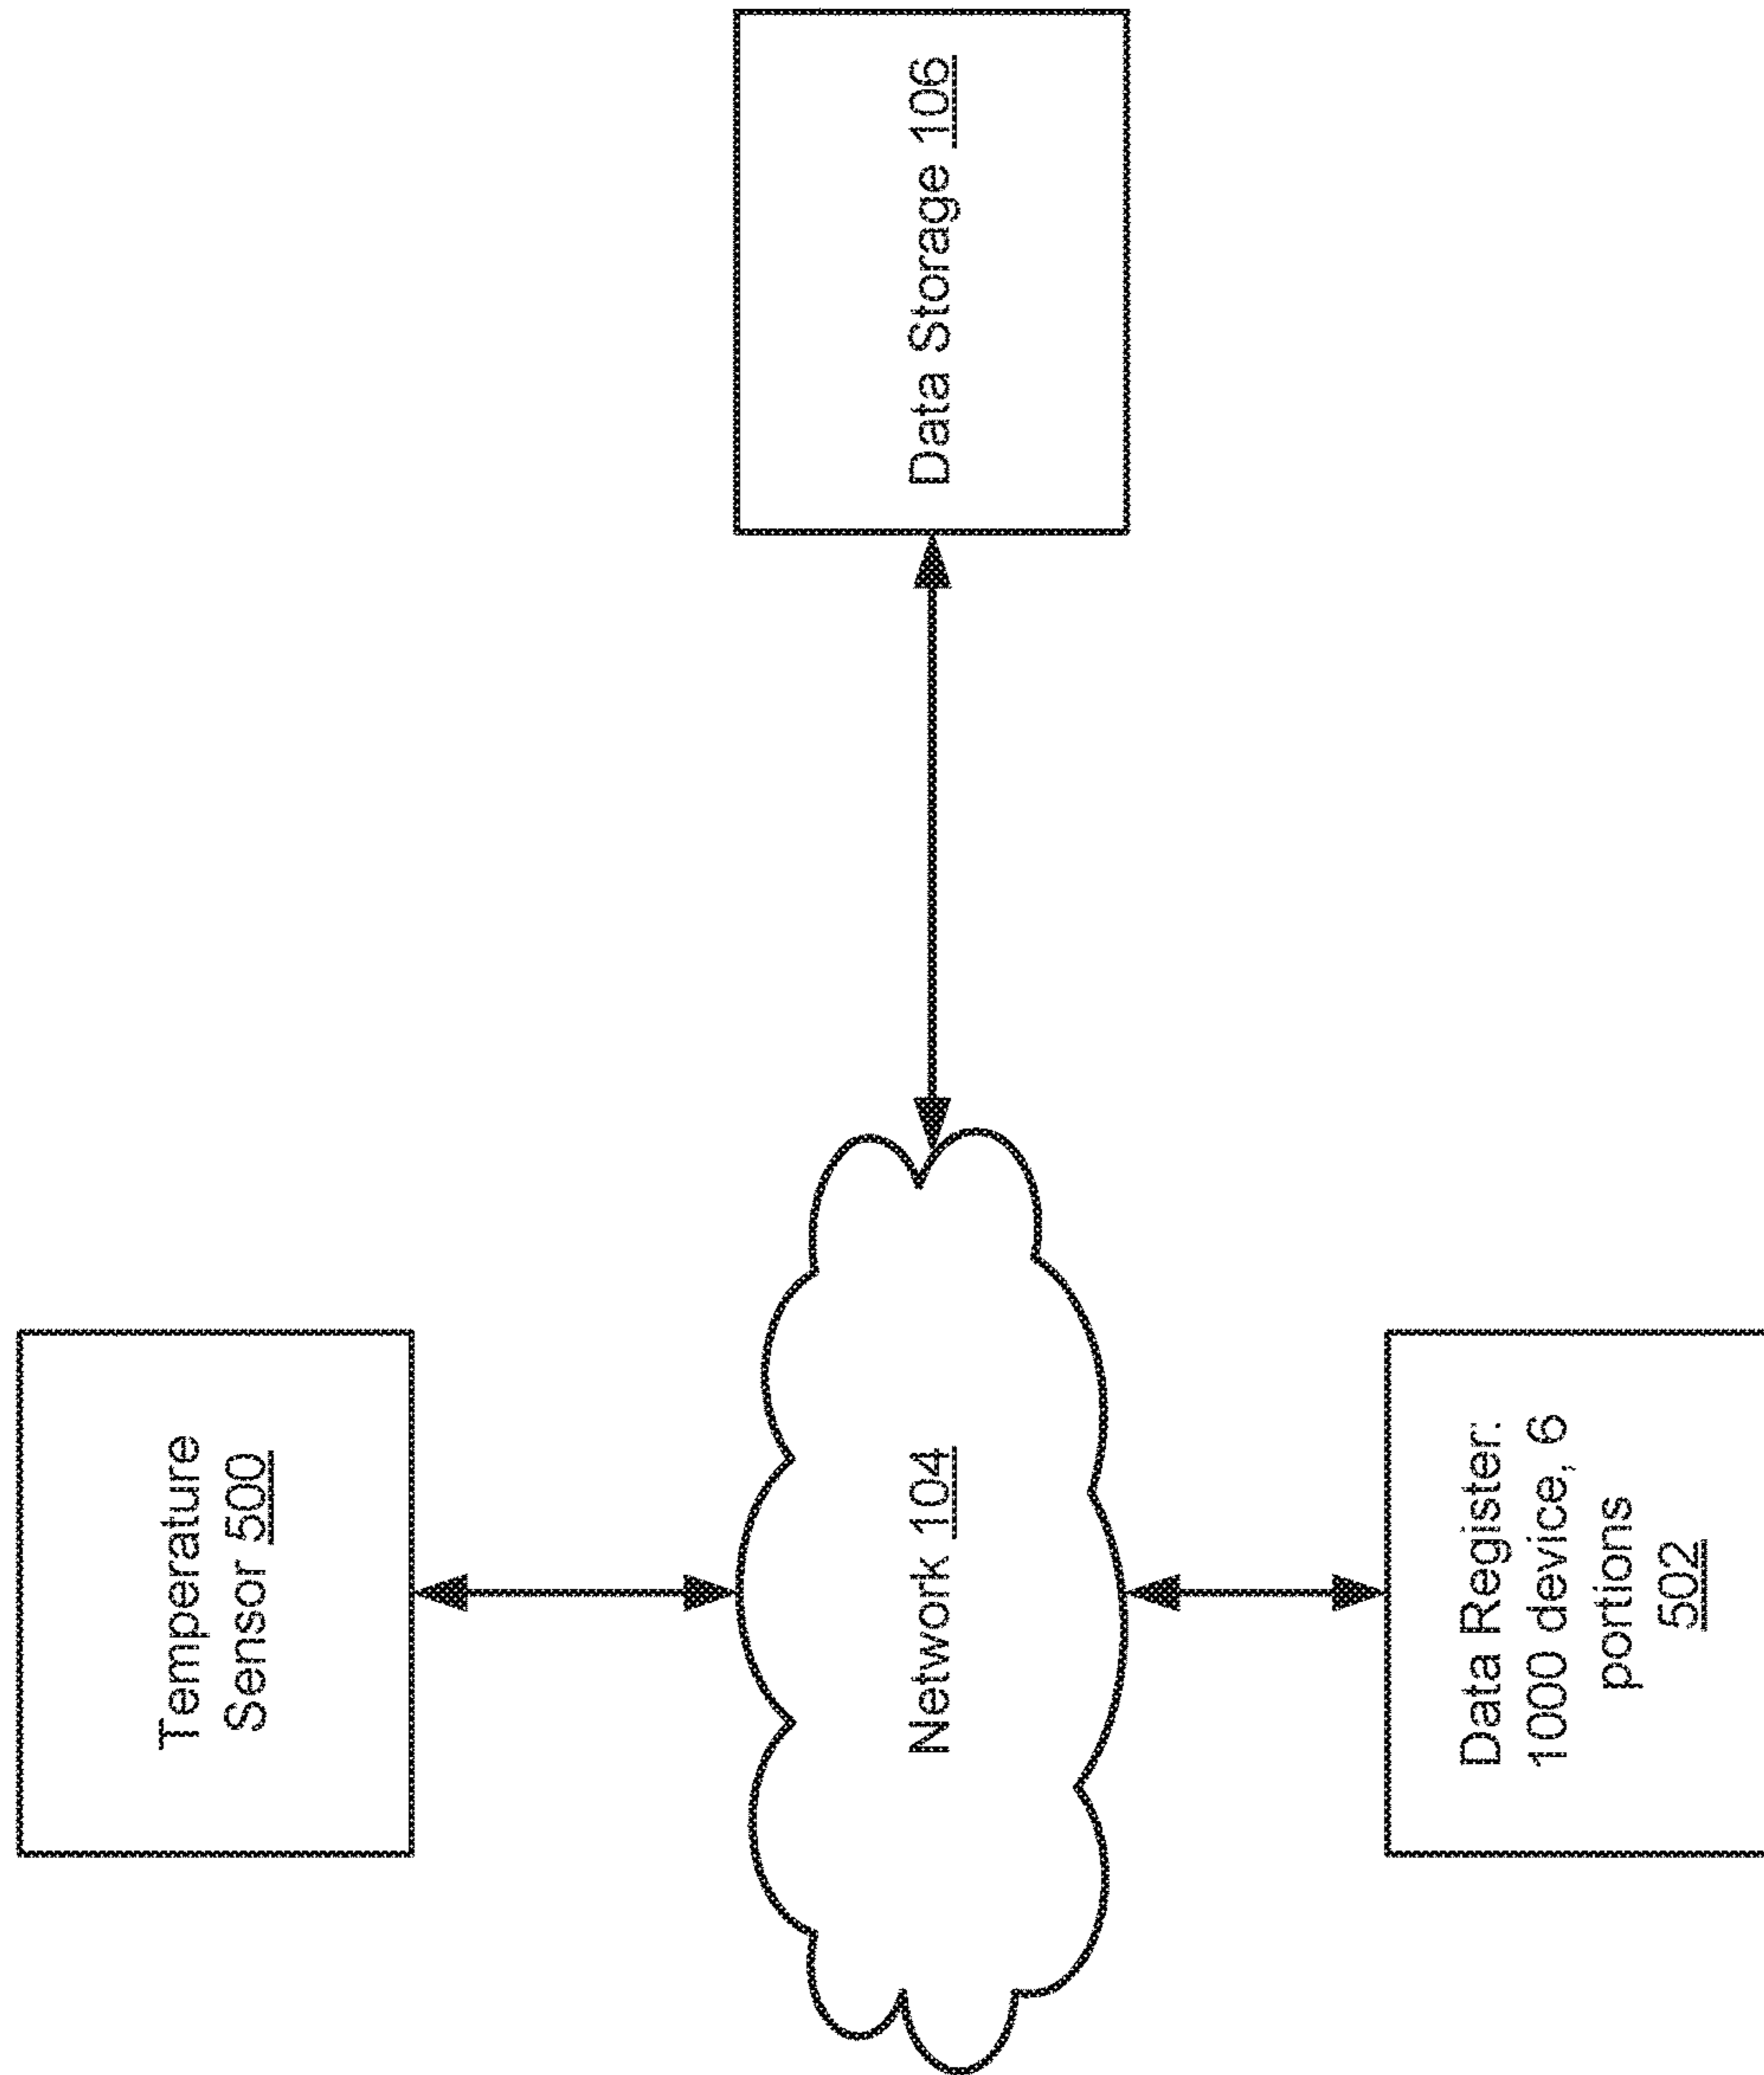 Temperature
Sensor 500
Network 104
Data Storage 106
Data Register:
1000 device, 6
portions
502